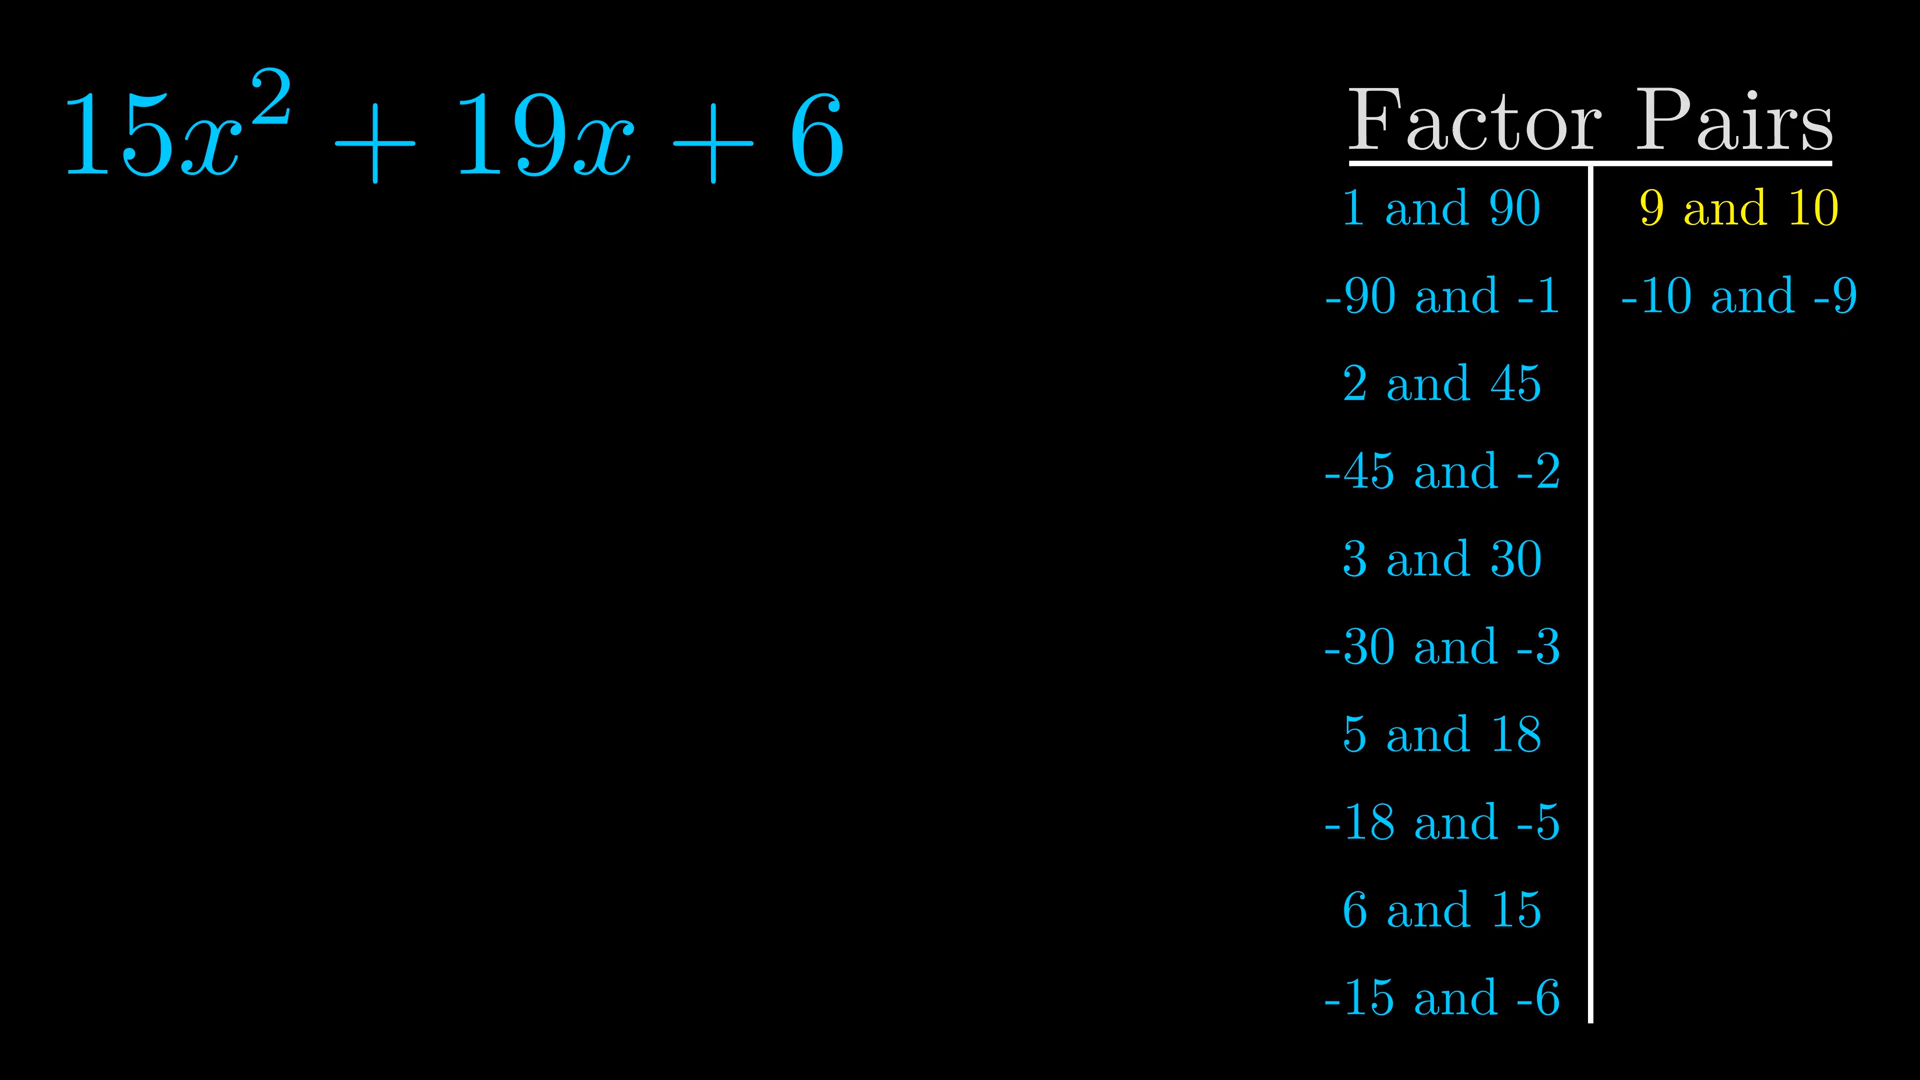 15x² + 19x + 6
Factor Pairs
1 and 90
-90 and -1
2 and 45
-45 and -2
3 and 30
-30 and -3
5 and 18
-18 and -5
6 and 15
-15 and -6
9 and 10
-10 and -9